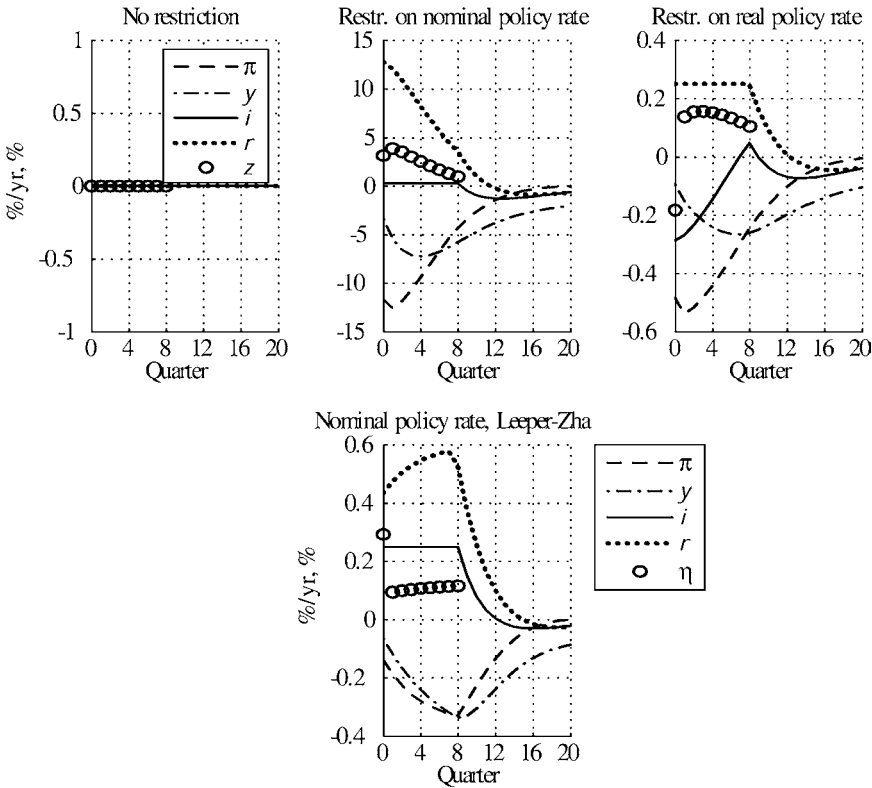 No restriction
Restr. on nominal policy rate
Restr. on real policy rate
%/yr, %
1
0.5
0
-0.5
-1
π
y
i
r
z
0 4 8 12 16 20
Quarter
15
10
5
0
-5
-10
-15
0 4 8 12 16 20
Quarter
0.4
0.2
0
-0.2
-0.4
-0.6
0 4 8 12 16 20
Quarter
Nominal policy rate, Leeper-Zha
%/yr, %
0.6
0.4
0.2
0
-0.2
-0.4
0 4 8 12 16 20
Quarter
π
y
i
r
η